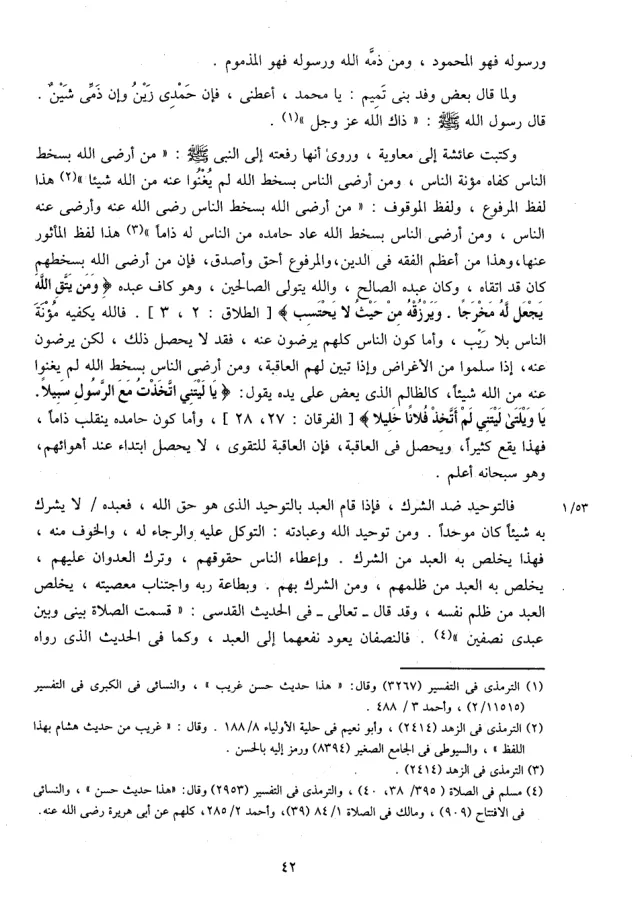 ورسوله فهو المحمود ، ومن ذمَّه الله ورسوله فهو المذموم .
ولما قال بعض وفد بنى تَمِيم : يا محمد ، أعطنى ، فإن حَمْدِى زَيْنٌ وإن ذَمِّى شَيْنٌ .
قال رسول الله ﷺ : « ذاك الله عز وجل »(١) .
وكتبت عائشة إلى معاوية ، وروى أنها رفعته إلى النبى ﷺ : « من أرضى الله بسخط
الناس كفاه مؤنة الناس ، ومن أرضى الناس بسخط الله لم يُغْنُوا عنه من الله شيئا »(٢) هذا
لفظ المرفوع ، ولفظ الموقوف : « من أرضى الله بسخط الناس رضى الله عنه وأرضى عنه
الناس ، ومن أرضى الناس بسخط الله عاد حامده من الناس له ذاماً »(٣) هذا لفظ المأثور
عنها، وهذا من أعظم الفقه فى الدين، والمرفوع أحق وأصدق، فإن من أرضى الله بسخطهم
كان قد اتقاه ، وكان عبده الصالح ، والله يتولى الصالحين ، وهو كاف عبده ﴿ وَمَن يَتَّقِ اللَّهَ
يَجْعَل لَّهُ مَخْرَجًا . وَيَرْزُقْهُ مِنْ حَيْثُ لا يَحْتَسِب ﴾ [ الطلاق : ٢ ، ٣ ] . فالله يكفيه مُؤْنَةَ
الناس بلا رَيْب ، وأما كون الناس كلهم يرضون عنه ، فقد لا يحصل ذلك ، لكن يرضون
عنه، إذا سلموا من الأغراض وإذا تبين لهم العاقبة، ومن أرضى الناس بسخط الله لم يغنوا
عنه من الله شيئاً، كالظالم الذى يعض على يده يقول: ﴿ يَا لَيْتَنِي اتَّخَذْتُ مَعَ الرَّسُولِ سَبِيلاً.
يَا وَيْلَتَىٰ لَيْتَنِي لَمْ أَتَّخِذْ فُلانًا خَلِيلا ﴾ [ الفرقان : ٢٧، ٢٨ ] ، وأما كون حامده ينقلب ذاماً ،
فهذا يقع كثيراً، ويحصل فى العاقبة، فإن العاقبة للتقوى ، لا يحصل ابتداء عند أهوائهم،
وهو سبحانه أعلم .
١/٥٣ فالتوحيد ضد الشرك ، فإذا قام العبد بالتوحيد الذى هو حق الله ، فعبده / لا يشرك
به شيئاً كان موحداً . ومن توحيد الله وعبادته : التوكل عليه والرجاء له ، والخوف منه ،
فهذا يخلص به العبد من الشرك . وإعطاء الناس حقوقهم ، وترك العدوان عليهم ،
يخلص به العبد من ظلمهم ، ومن الشرك بهم . وبطاعة ربه واجتناب معصيته ، يخلص
العبد من ظلم نفسه ، وقد قال ـ تعالى ـ فى الحديث القدسى : « قسمت الصلاة بينى وبين
عبدى نصفين »(٤) . فالنصفان يعود نفعهما إلى العبد ، وكما فى الحديث الذى رواه
(١) الترمذى فى التفسير (٣٢٦٧) وقال: « هذا حديث حسن غريب » ، والنسائى فى الكبرى فى التفسير
(٢/١١٥١٥) ، وأحمد ٣ / ٤٨٨ .
(٢) الترمذى فى الزهد (٢٤١٤) ، وأبو نعيم فى حلية الأولياء ١٨٨/٨ . وقال : « غريب من حديث هشام بهذا
اللفظ » ، والسيوطى فى الجامع الصغير (٨٣٩٤) ورمز إليه بالحسن .
(٣) الترمذى فى الزهد (٢٤١٤) .
(٤) مسلم فى الصلاة ( ٣٩٥/ ٣٨، ٤٠) ، والترمذى فى التفسير (٢٩٥٣) وقال: «هذا حديث حسن » ، والنسائى
فى الافتتاح (٩٠٩) ، ومالك فى الصلاة ٨٤/١ (٣٩)، وأحمد ٢٨٥/٢، كلهم عن أبى هريرة رضى الله عنه.
٤٢